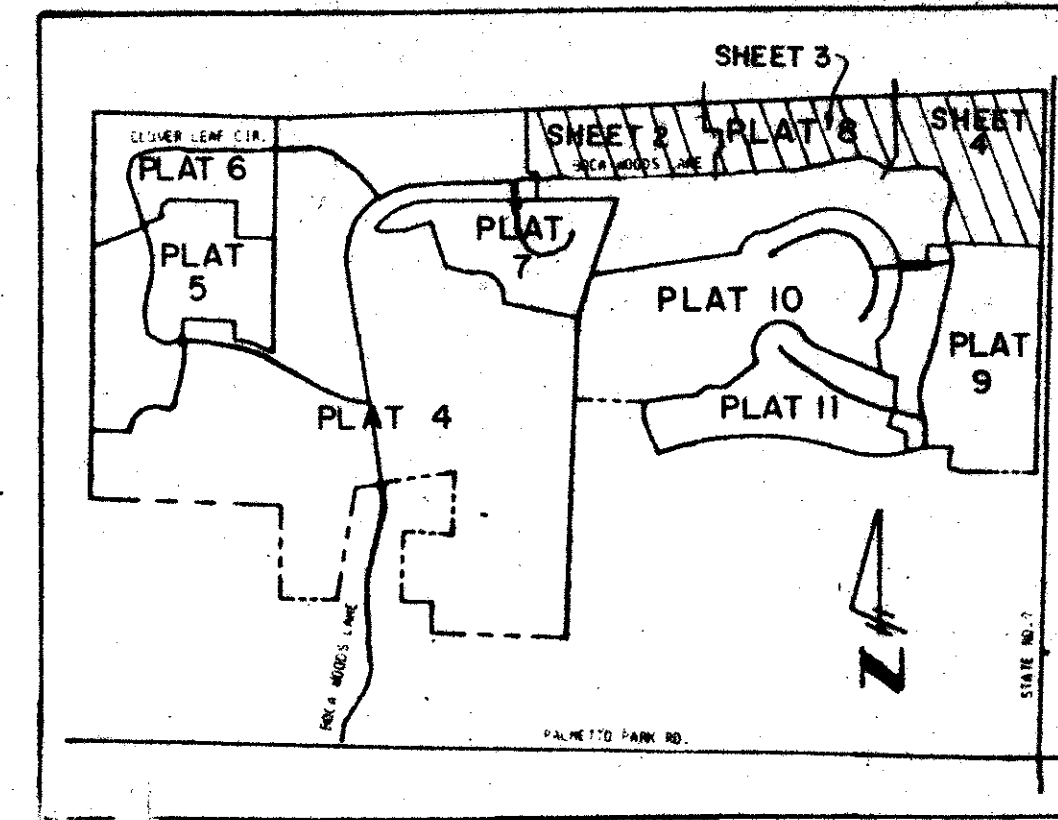 SHEET 3
CLOVER LEAF CIR.
SHEET 2
PLAT 8
SHEET
4
BOCA WOODS LANE
PLAT 6
PLAT
7
PLAT
5
PLAT 10
PLAT
9
PLAT 4
PLAT 11
BOCA WOODS LANE
STATE RD. 7
N
PALMETTO PARK RD.